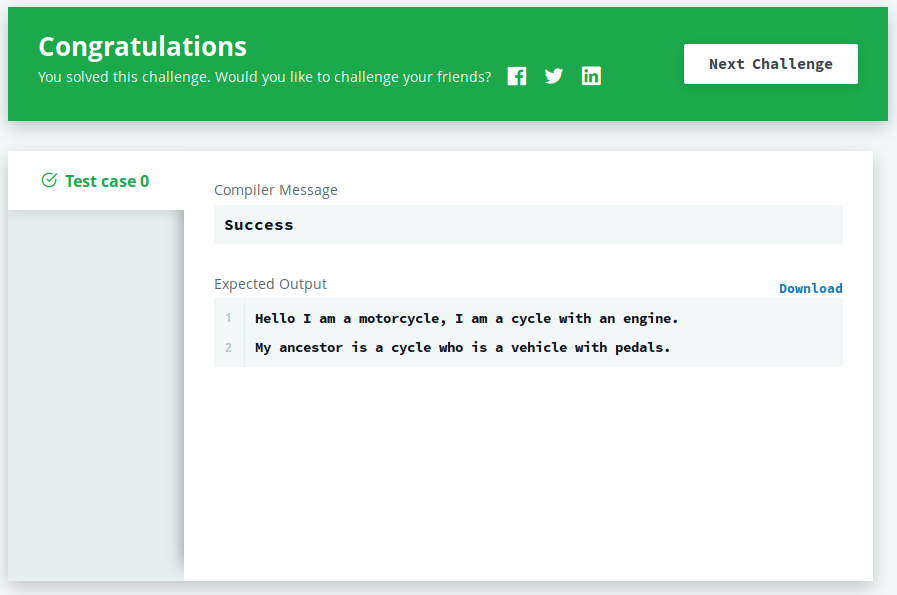 Congratulations
You solved this challenge. Would you like to challenge your friends?
Next Challenge
Test case 0
Compiler Message
Success
Expected Output
Download
1 Hello I am a motorcycle, I am a cycle with an engine.
2 My ancestor is a cycle who is a vehicle with pedals.